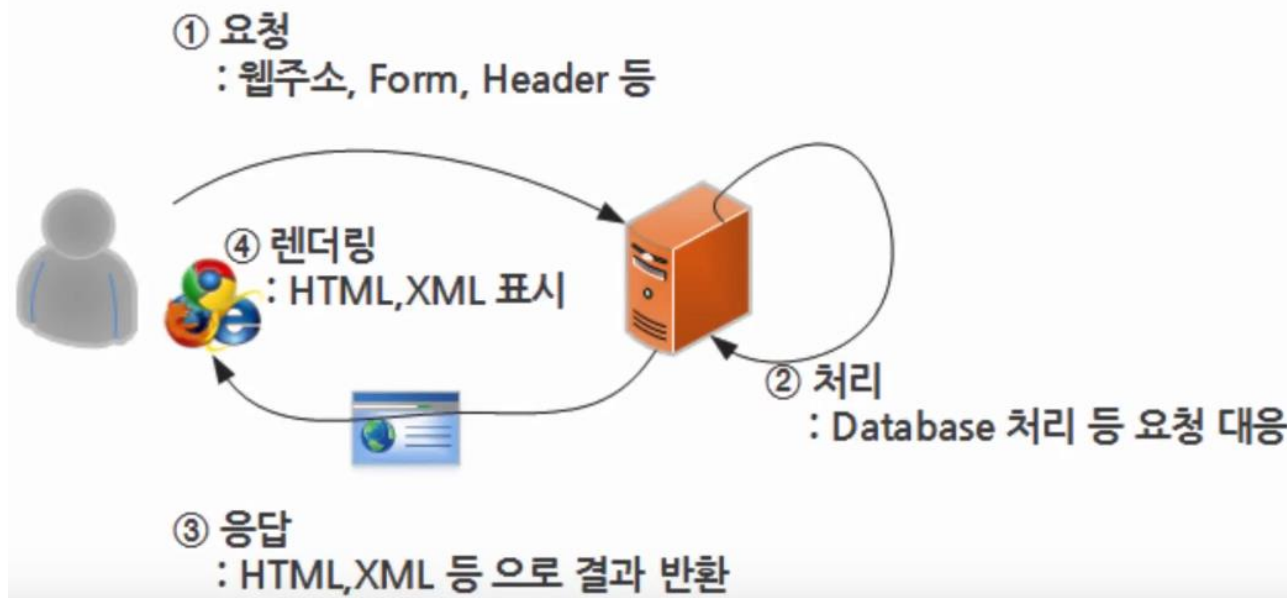 ① 요청
: 웹주소, Form, Header 등
④ 렌더링
: HTML,XML 표시
② 처리
: Database 처리 등 요청 대응
③ 응답
: HTML,XML 등 으로 결과 반환